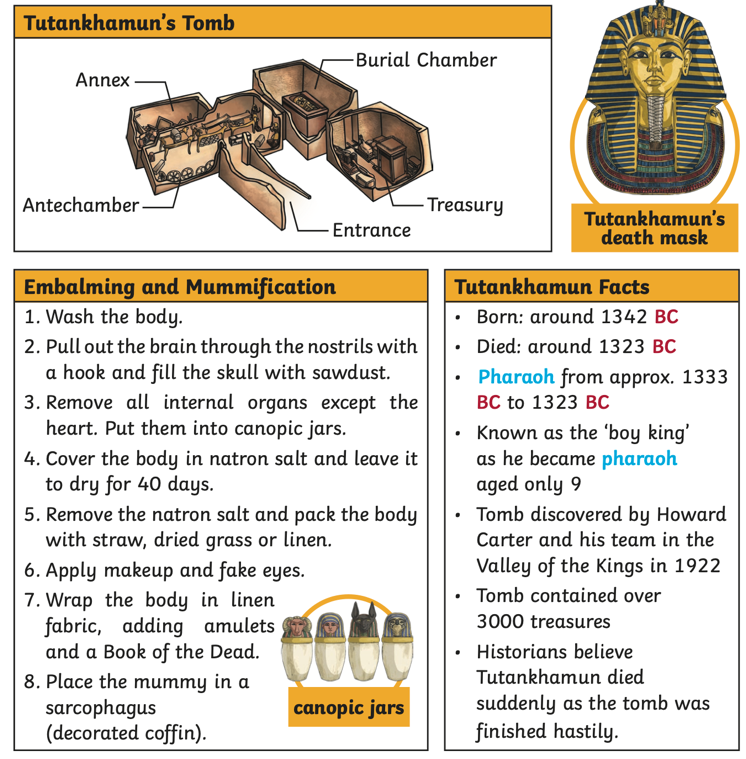 Tutankhamun's Tomb
Annex
Burial Chamber
Antechamber
Treasury
Entrance
Tutankhamun's
death mask
Embalming and Mummification
1. Wash the body.
2. Pull out the brain through the nostrils with
a hook and fill the skull with sawdust.
3. Remove all internal organs except the
heart. Put them into canopic jars.
4. Cover the body in natron salt and leave it
to dry for 40 days.
5. Remove the natron salt and pack the body
with straw, dried grass or linen.
6. Apply makeup and fake eyes.
7. Wrap the body in linen
fabric, adding amulets
and a Book of the Dead.
8. Place the mummy in a
sarcophagus
(decorated coffin).
canopic jars
Tutankhamun Facts
• Born: around 1342 BC
• Died: around 1323 BC
• Pharaoh from approx. 1333
BC to 1323 BC
• Known as the 'boy king'
as he became pharaoh
aged only 9
• Tomb discovered by Howard
Carter and his team in the
Valley of the Kings in 1922
• Tomb contained over
3000 treasures
• Historians believe
Tutankhamun died
suddenly as the tomb was
finished hastily.